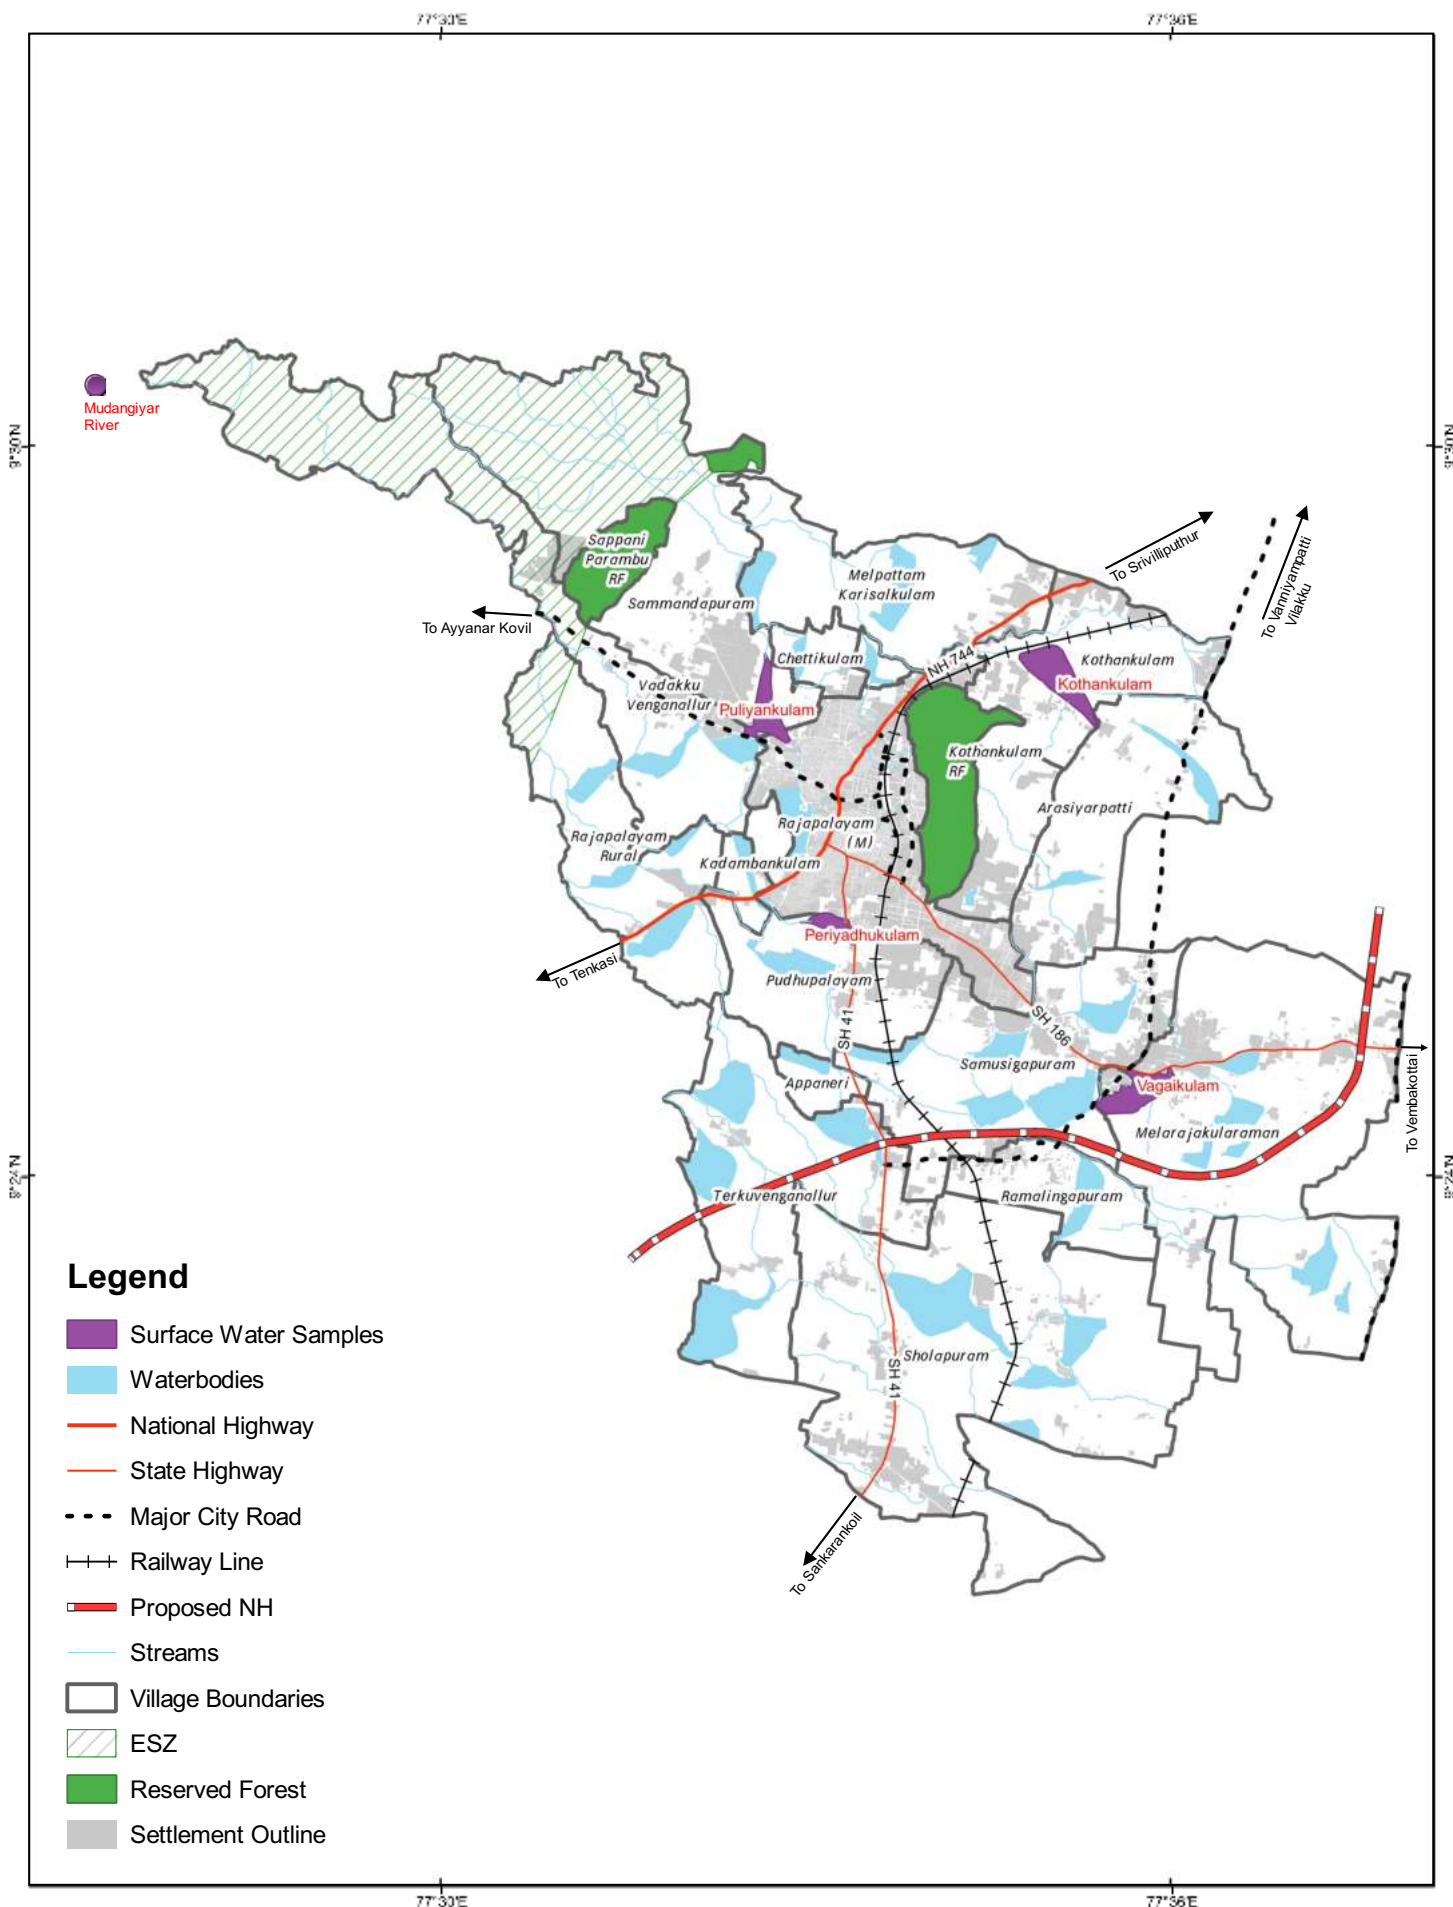 77°30'E
77°36'E
Mudangiyar
River
Sappani
Parambu
RF
To Srivilliputhur
To Vanniyampatti
Vilakku
Melpattam
Karisalkulam
Sammandapuram
To Ayyanar Kovil
Chettikulam
NH 744
Kothankulam
Kothankulam
Vadakku
Venganallur
Puliyankulam
Kothankulam
RF
Arasiyarpatti
Rajapalayam
(M)
Rajapalayam
Rural
Kadambankulam
Periyadhukulam
To Tenkasi
Pudhupalayam
SH 41
SH 186
Samusigapuram
Appaneri
Vagaikulam
To Vembakottai
Melarajakularaman
Terkuvenganallur
Ramalingapuram
Sholapuram
SH 41
To Sankarankoil
Legend
Surface Water Samples
Waterbodies
National Highway
State Highway
Major City Road
Railway Line
Proposed NH
Streams
Village Boundaries
ESZ
Reserved Forest
Settlement Outline
77°30'E
77°36'E